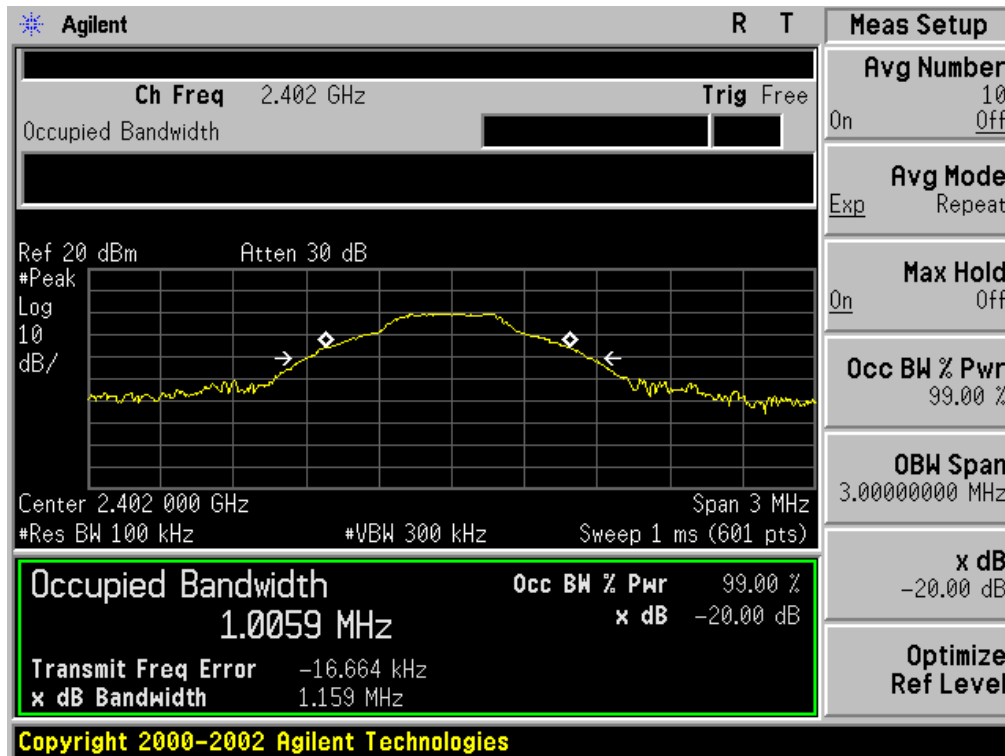 Agilent R T
Ch Freq 2.402 GHz Trig Free
Occupied Bandwidth
Ref 20 dBm Atten 30 dB
#Peak
Log
10
dB/
Center 2.402 000 GHz Span 3 MHz
#Res BW 100 kHz #VBW 300 kHz Sweep 1 ms (601 pts)
Occupied Bandwidth Occ BW % Pwr 99.00 %
1.0059 MHz x dB -20.00 dB
Transmit Freq Error -16.664 kHz
x dB Bandwidth 1.159 MHz
Copyright 2000-2002 Agilent Technologies
Meas Setup
Avg Number
10
On Off
Avg Mode
Exp Repeat
Max Hold
On Off
Occ BW % Pwr
99.00 %
OBW Span
3.00000000 MHz
x dB
-20.00 dB
Optimize
Ref Level